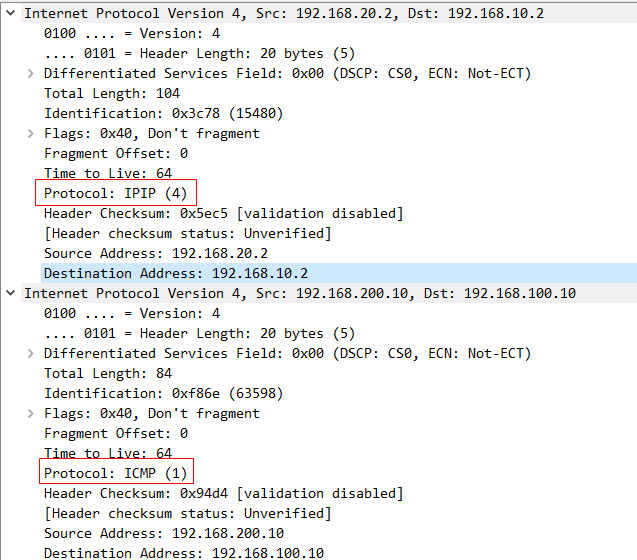 Internet Protocol Version 4, Src: 192.168.20.2, Dst: 192.168.10.2
0100 .... = Version: 4
.... 0101 = Header Length: 20 bytes (5)
Differentiated Services Field: 0x00 (DSCP: CS0, ECN: Not-ECT)
Total Length: 104
Identification: 0x3c78 (15480)
Flags: 0x40, Don't fragment
Fragment Offset: 0
Time to Live: 64
Protocol: IPIP (4)
Header Checksum: 0x5ec5 [validation disabled]
[Header checksum status: Unverified]
Source Address: 192.168.20.2
Destination Address: 192.168.10.2
Internet Protocol Version 4, Src: 192.168.200.10, Dst: 192.168.100.10
0100 .... = Version: 4
.... 0101 = Header Length: 20 bytes (5)
Differentiated Services Field: 0x00 (DSCP: CS0, ECN: Not-ECT)
Total Length: 84
Identification: 0xf86e (63598)
Flags: 0x40, Don't fragment
Fragment Offset: 0
Time to Live: 64
Protocol: ICMP (1)
Header Checksum: 0x94d4 [validation disabled]
[Header checksum status: Unverified]
Source Address: 192.168.200.10
Destination Address: 192.168.100.10